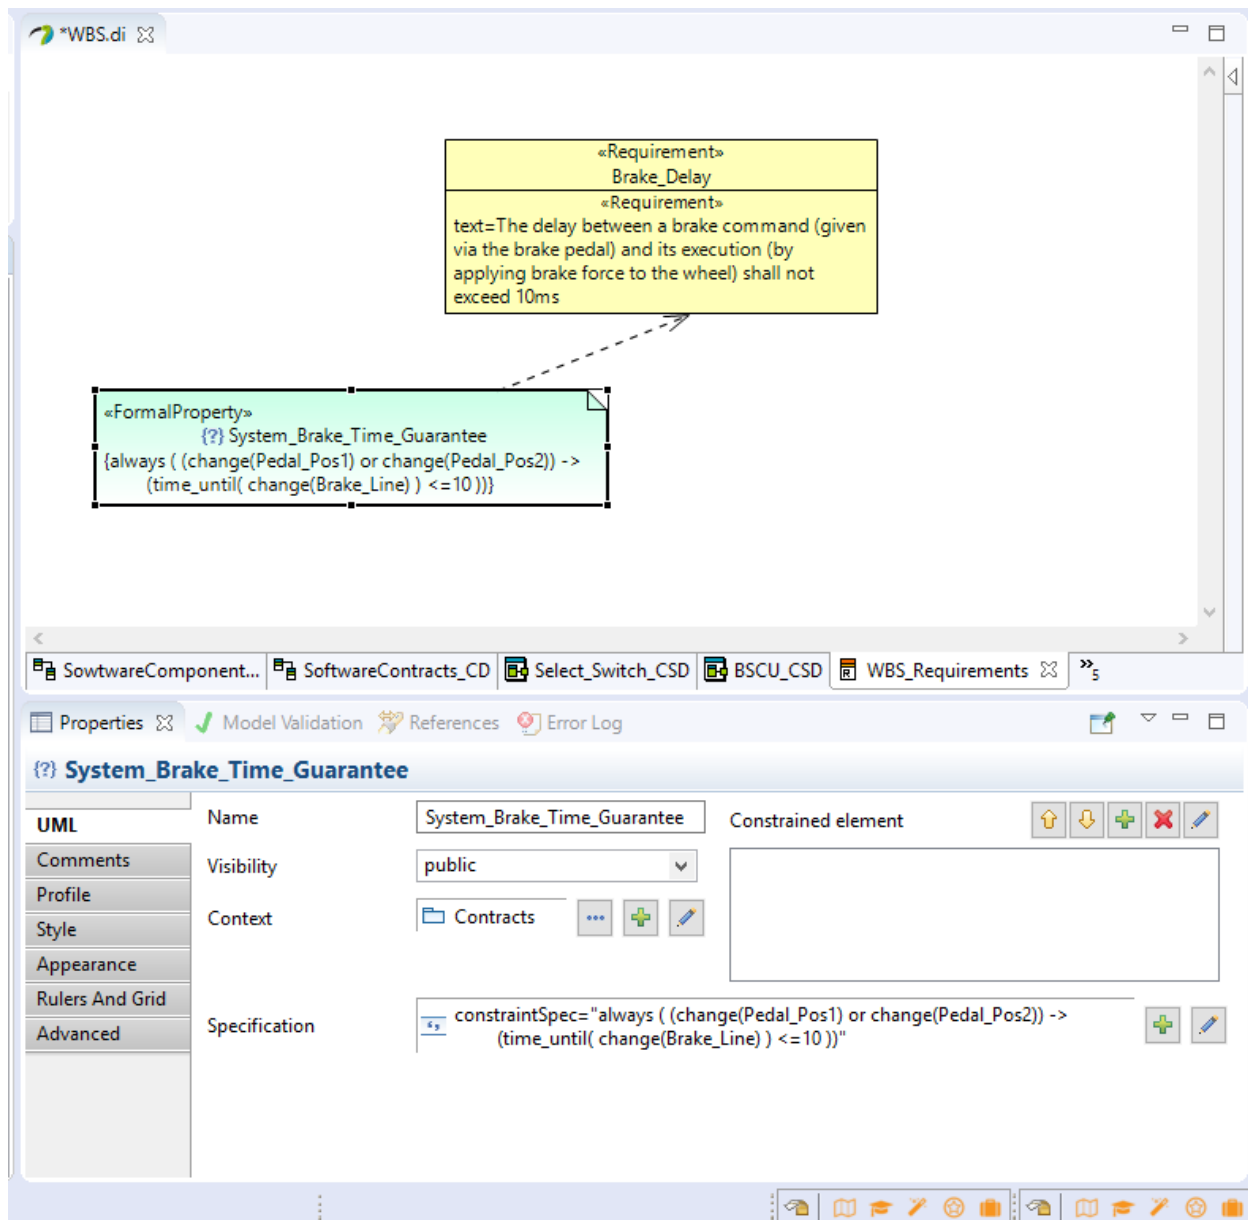 *WBS.di
«Requirement»
Brake_Delay
«Requirement»
text=The delay between a brake command (given
via the brake pedal) and its execution (by
applying brake force to the wheel) shall not
exceed 10ms
«FormalProperty»
{?} System_Brake_Time_Guarantee
{always ( (change(Pedal_Pos1) or change(Pedal_Pos2)) ->
(time_until( change(Brake_Line) ) <=10 ))}
SowtwareComponent... SoftwareContracts_CD Select_Switch_CSD BSCU_CSD WBS_Requirements »5
Properties Model Validation References Error Log
{?} System_Brake_Time_Guarantee
UML
Comments
Profile
Style
Appearance
Rulers And Grid
Advanced
Name System_Brake_Time_Guarantee Constrained element
Visibility public
Context Contracts
Specification constraintSpec="always ( (change(Pedal_Pos1) or change(Pedal_Pos2)) ->
(time_until( change(Brake_Line) ) <=10 ))"